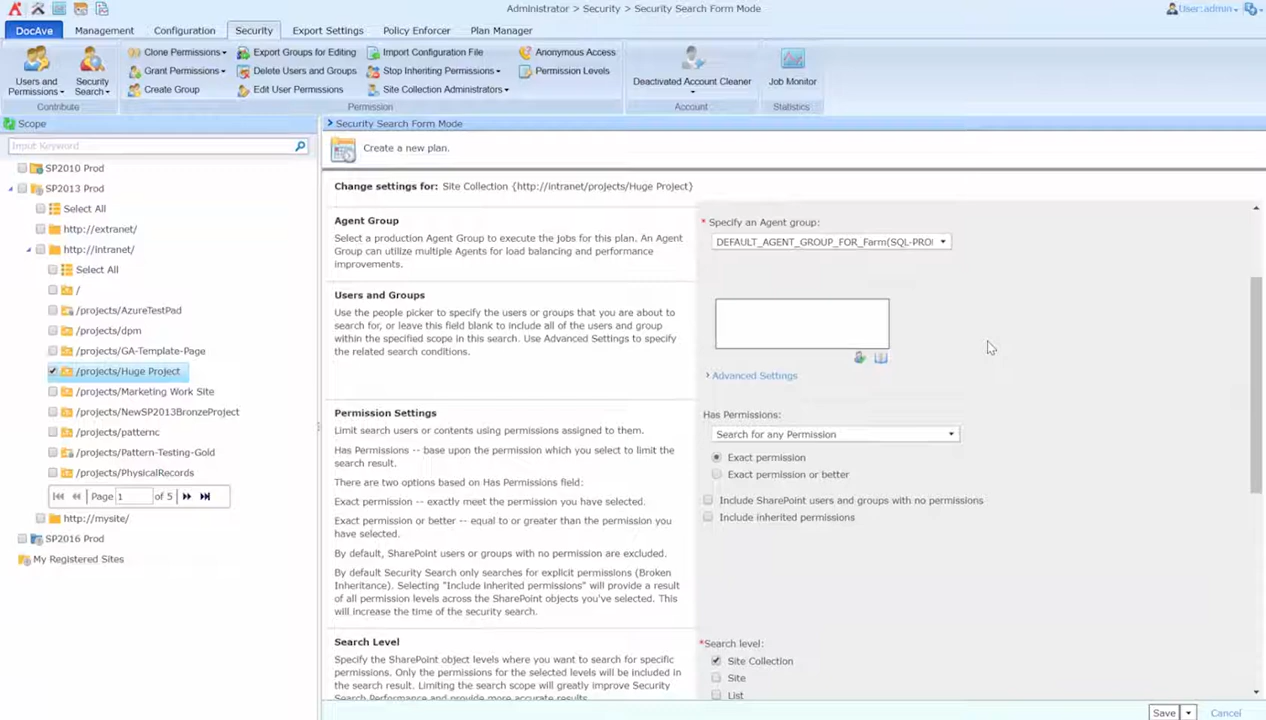 Administrator > Security > Security Search Form Mode
User:admin
DocAve
Management
Configuration
Security
Export Settings
Policy Enforcer
Plan Manager
Users and Permissions
Security Search
Contribute
Clone Permissions
Grant Permissions
Create Group
Export Groups for Editing
Delete Users and Groups
Edit User Permissions
Import Configuration File
Stop Inheriting Permissions
Site Collection Administrators
Anonymous Access
Permission Levels
Permission
Deactivated Account Cleaner
Account
Job Monitor
Statistics
Scope
Input Keyword
SP2010 Prod
SP2013 Prod
Select All
http://extranet/
http://intranet/
Select All
/
/projects/AzureTestPad
/projects/dpm
/projects/GA-Template-Page
/projects/Huge Project
/projects/Marketing Work Site
/projects/NewSP2013BronzeProject
/projects/patternc
/projects/Pattern-Testing-Gold
/projects/PhysicalRecords
Page 1 of 5
http://mysite/
SP2016 Prod
My Registered Sites
> Security Search Form Mode
Create a new plan.
Change settings for: Site Collection {http://intranet/projects/Huge Project}
Agent Group
Select a production Agent Group to execute the jobs for this plan. An Agent
Group can utilize multiple Agents for load balancing and performance
improvements.
* Specify an Agent group:
DEFAULT_AGENT_GROUP_FOR_Farm(SQL-PRO
Users and Groups
Use the people picker to specify the users or groups that you are about to
search for, or leave this field blank to include all of the users and group
within the specified scope in this search. Use Advanced Settings to specify
the related search conditions.
Advanced Settings
Permission Settings
Limit search users or contents using permissions assigned to them.
Has Permissions -- base upon the permission which you select to limit the
search result.
There are two options based on Has Permissions field:
Exact permission -- exactly meet the permission you have selected.
Exact permission or better -- equal to or greater than the permission you
have selected.
By default, SharePoint users or groups with no permission are excluded.
By default Security Search only searches for explicit permissions (Broken
Inheritance). Selecting "Include inherited permissions" will provide a result
of all permission levels across the SharePoint objects you've selected. This
will increase the time of the security search.
Has Permissions:
Search for any Permission
Exact permission
Exact permission or better
Include SharePoint users and groups with no permissions
Include inherited permissions
Search Level
Specify the SharePoint object levels where you want to search for specific
permissions. Only the permissions for the selected levels will be included in
the search result. Limiting the search scope will greatly improve Security
Search Performance and provide more accurate results.
*Search level:
Site Collection
Site
List
Save
Cancel